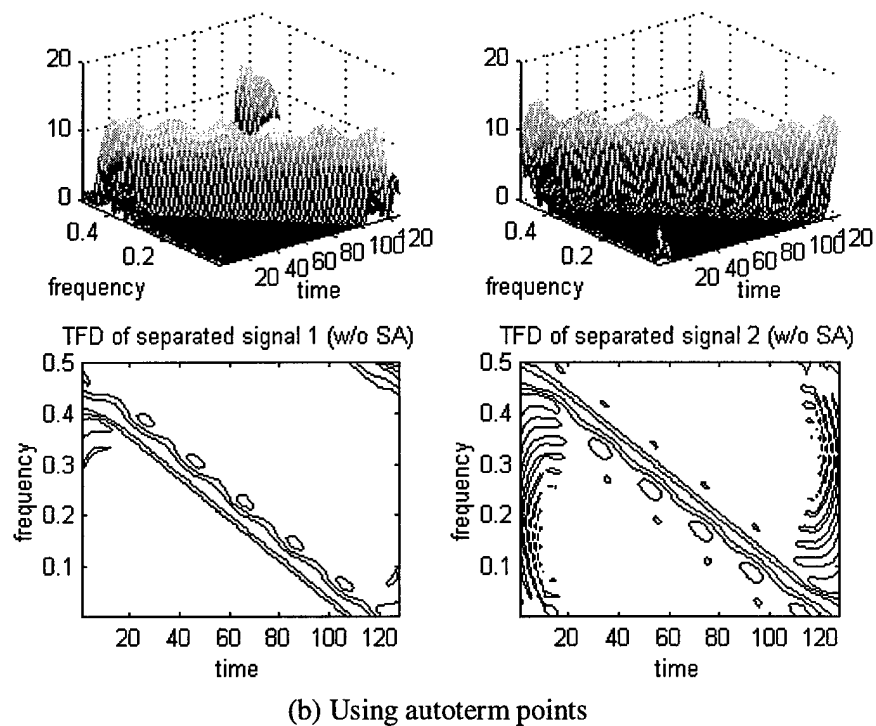 20
10
0
0.4
0.2
frequency
20 40 60 80 100 120
time
20
10
0
0.4
0.2
frequency
20 40 60 80 100 120
time
TFD of separated signal 1 (w/o SA)
0.5
0.4
0.3
0.2
0.1
frequency
20 40 60 80 100 120
time
TFD of separated signal 2 (w/o SA)
0.5
0.4
0.3
0.2
0.1
frequency
20 40 60 80 100 120
time
(b) Using autoterm points